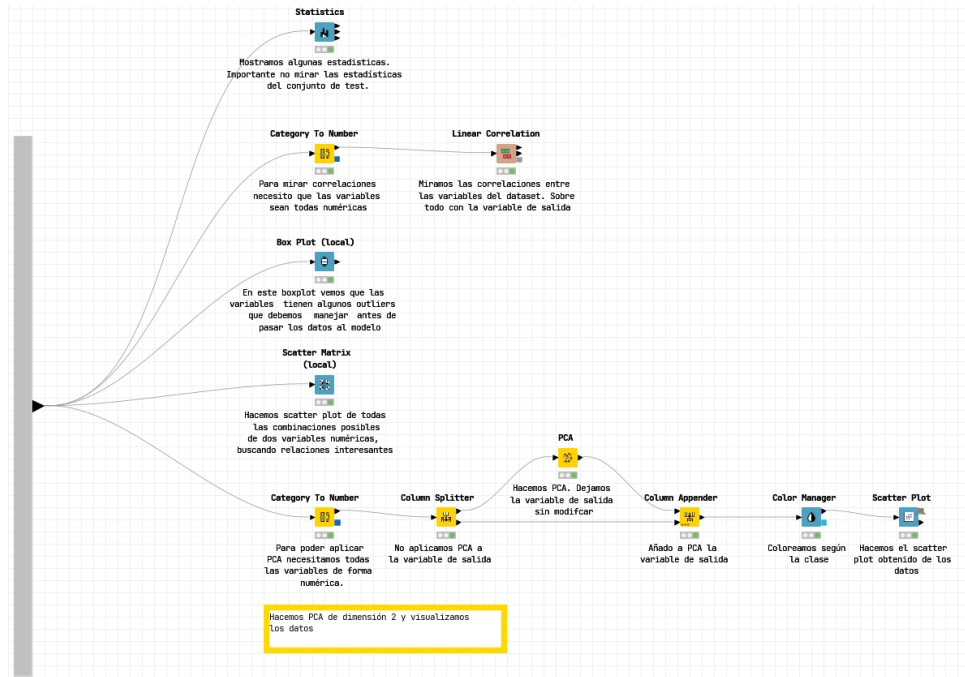 Statistics
Mostramos algunas estadisticas.
Importante no mirar las estadísticas
del conjunto de test.
Category To Number
Para mirar correlaciones
necesito que las variables
sean todas numéricas
Linear Correlation
Miramos las correlaciones entre
las variables del dataset. Sobre
todo con la variable de salida
Box Plot (local)
En este boxplot vemos que las
variables tienen algunos outliers
que debemos manejar antes de
pasar los datos al modelo
Scatter Matrix
(local)
Hacemos scatter plot de todas
las combinaciones posibles
de dos variables numéricas,
buscando relaciones interesantes
PCA
Hacemos PCA. Dejamos
la variable de salida
sin modifcar
Category To Number
Para poder aplicar
PCA necesitamos todas
las variables de forma
numérica.
Column Splitter
No aplicamos PCA a
la variable de salida
Column Appender
Añado a PCA la
variable de salida
Color Manager
Coloreamos según
la clase
Scatter Plot
Hacemos el scatter
plot obtenido de los
datos
Hacemos PCA de dimensión 2 y visualizamos
los datos